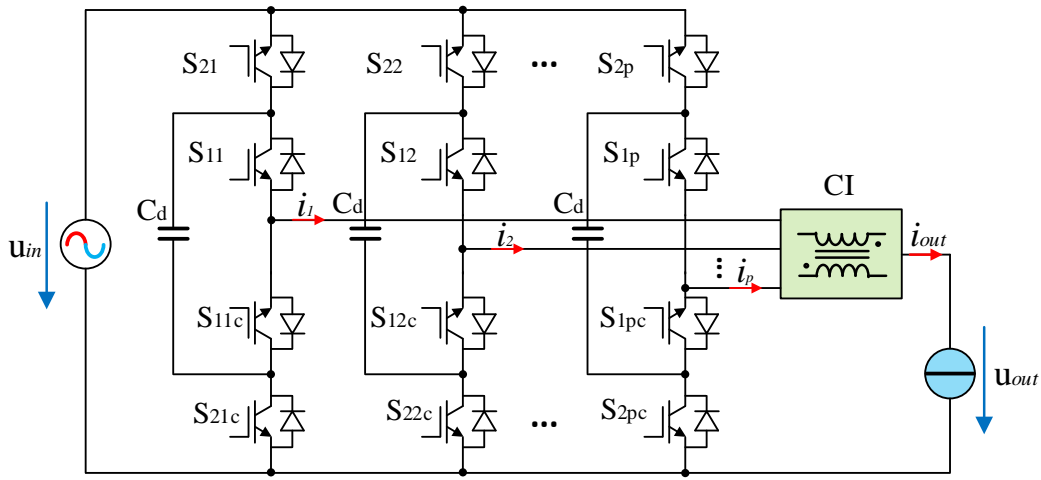 S21
S22
...
S2p
S11
S12
S1p
CI
Cd
i1
Cd
i2
Cd
... ip
iout
uin
S11c
S12c
S1pc
uout
S21c
S22c
...
S2pc